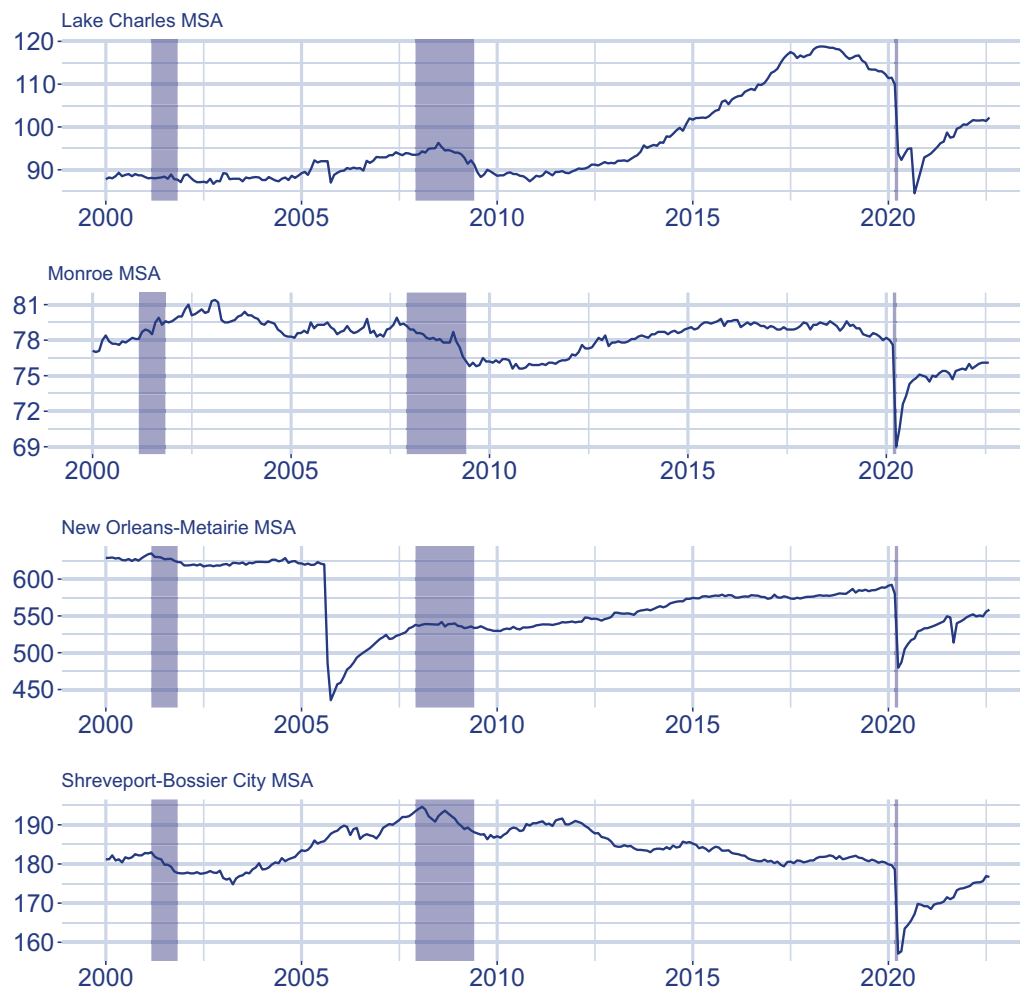 Lake Charles MSA
120
110
100
90
2000 2005 2010 2015 2020
Monroe MSA
81
78
75
72
69
2000 2005 2010 2015 2020
New Orleans-Metairie MSA
600
550
500
450
2000 2005 2010 2015 2020
Shreveport-Bossier City MSA
190
180
170
160
2000 2005 2010 2015 2020